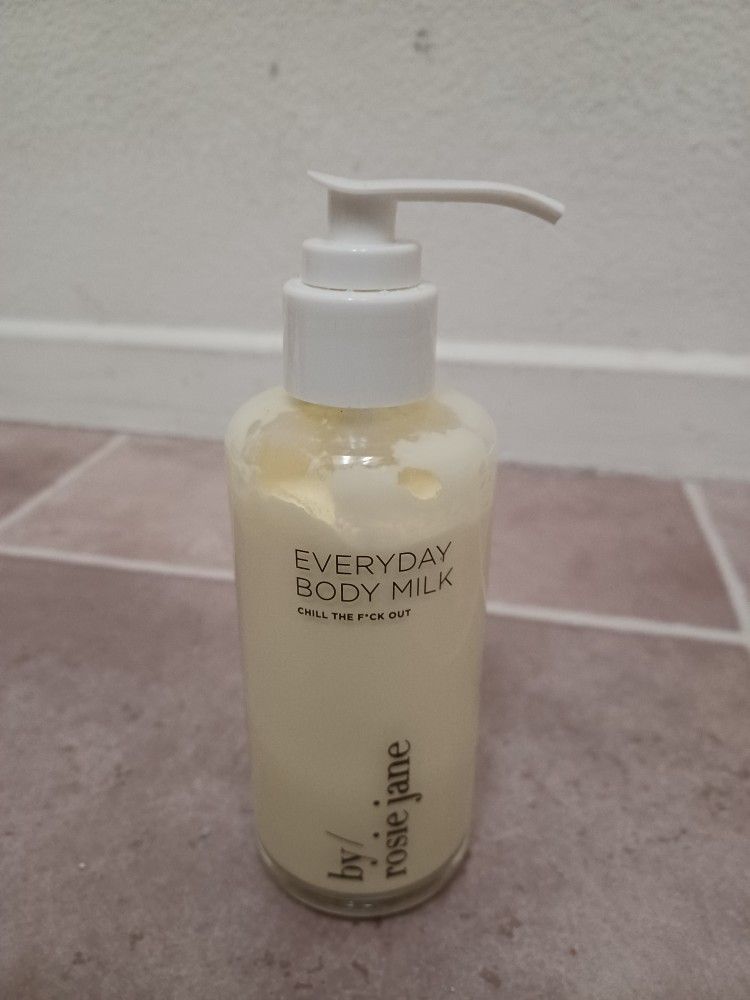 EVERYDAY
BODY MILK
CHILL THE F*CK OUT
by/
rosie jane